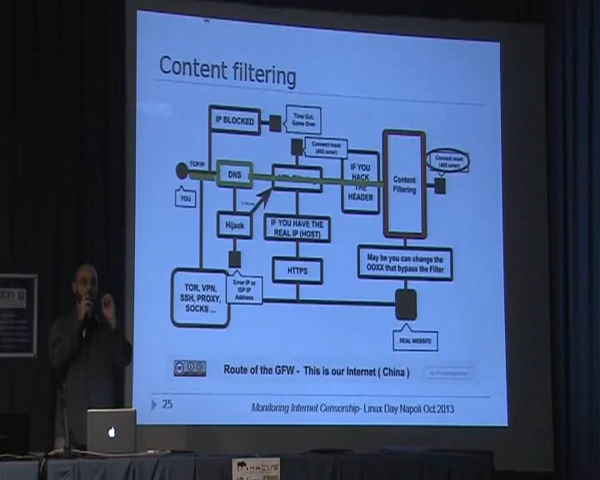 Content filtering
IP BLOCKED
Time Out,
Game Over
Connect reset
(403 error)
TCP/IP
DNS
IF YOU
HACK
THE
HEADER
Content
Filtering
Connect reset
YOU
Hijack
IF YOU HAVE THE
REAL IP (HOST)
HTTPS
May be you can change the
OOXX that bypass the Filter
TOR, VPN,
SSH, PROXY,
SOCKS ...
Error IP or
ISP IP
Address
REAL WEBSITE
Route of the GFW - This is our Internet ( China )
25
Monitoring Internet Censorship- Linux Day Napoli Oct.2013